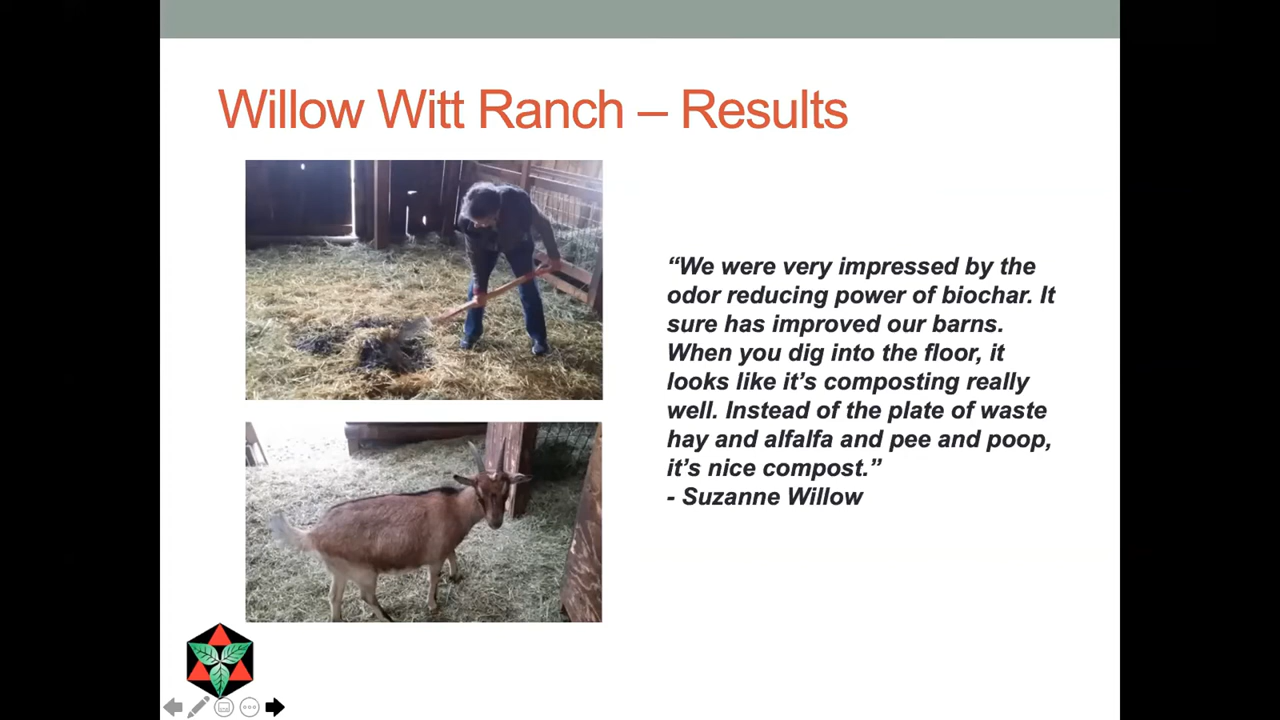 Willow Witt Ranch – Results
“We were very impressed by the
odor reducing power of biochar. It
sure has improved our barns.
When you dig into the floor, it
looks like it’s composting really
well. Instead of the plate of waste
hay and alfalfa and pee and poop,
it’s nice compost.”
- Suzanne Willow